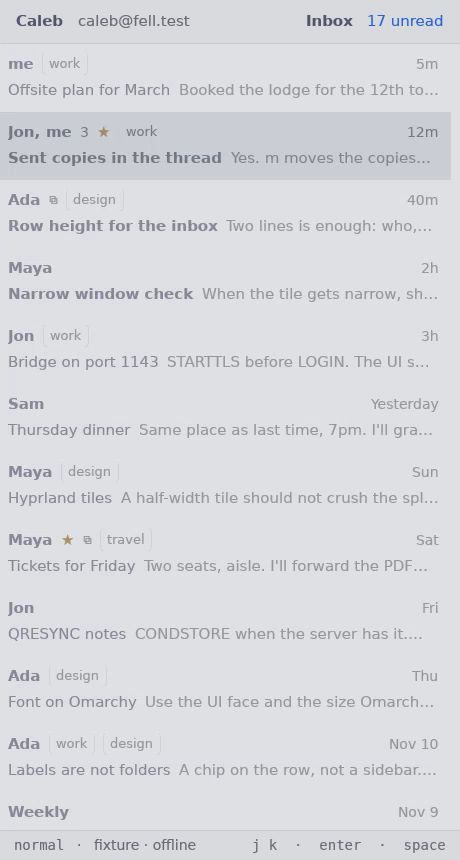 Caleb caleb@fell.test Inbox 17 unread
me work 5m
Offsite plan for March Booked the lodge for the 12th to…
Jon, me 3 ★ work 12m
Sent copies in the thread Yes. m moves the copies…
Ada ⧉ design 40m
Row height for the inbox Two lines is enough: who,…
Maya 2h
Narrow window check When the tile gets narrow, sh…
Jon work 3h
Bridge on port 1143 STARTTLS before LOGIN. The UI s…
Sam Yesterday
Thursday dinner Same place as last time, 7pm. I'll gra…
Maya design Sun
Hyprland tiles A half-width tile should not crush the spl…
Maya ★ ⧉ travel Sat
Tickets for Friday Two seats, aisle. I'll forward the PDF…
Jon Fri
QRESYNC notes CONDSTORE when the server has it.…
Ada design Thu
Font on Omarchy Use the UI face and the size Omarch…
Ada work design Nov 10
Labels are not folders A chip on the row, not a sidebar.…
Weekly Nov 9
normal · fixture · offline j k · enter · space